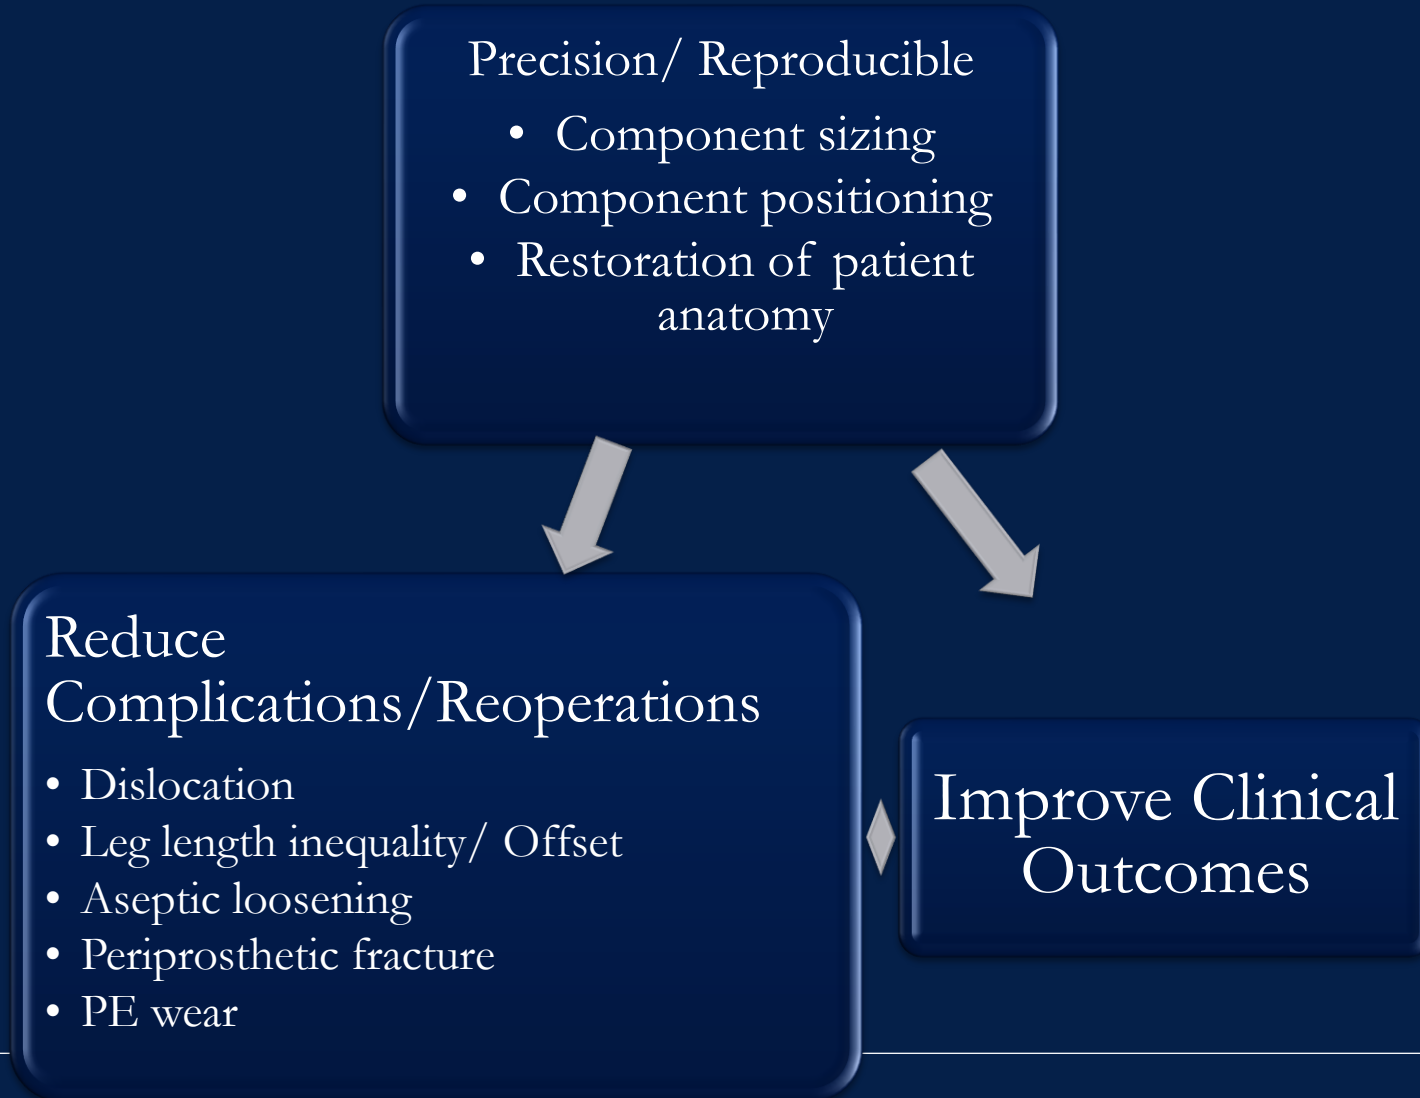 Precision/ Reproducible
• Component sizing
• Component positioning
• Restoration of patient
anatomy
Reduce
Complications/Reoperations
• Dislocation
• Leg length inequality/ Offset
• Aseptic loosening
• Periprosthetic fracture
• PE wear
Improve Clinical
Outcomes